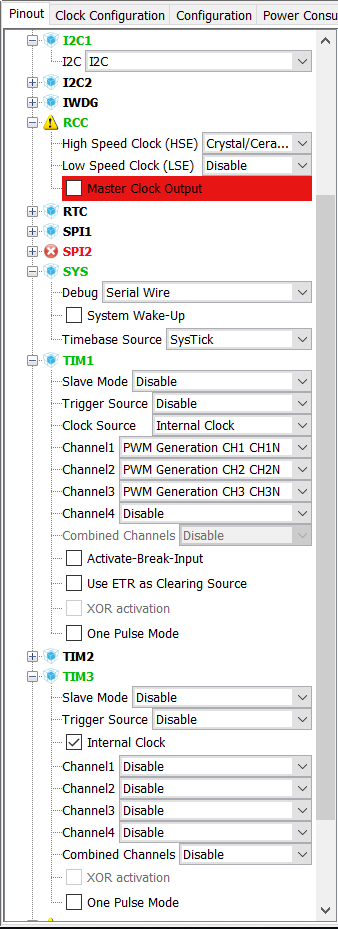 Pinout Clock Configuration Configuration Power Consu
I2C1
I2C I2C
I2C2
IWDG
RCC
High Speed Clock (HSE) Crystal/Cera...
Low Speed Clock (LSE) Disable
Master Clock Output
RTC
SPI1
SPI2
SYS
Debug Serial Wire
System Wake-Up
Timebase Source SysTick
TIM1
Slave Mode Disable
Trigger Source Disable
Clock Source Internal Clock
Channel1 PWM Generation CH1 CH1N
Channel2 PWM Generation CH2 CH2N
Channel3 PWM Generation CH3 CH3N
Channel4 Disable
Combined Channels Disable
Activate-Break-Input
Use ETR as Clearing Source
XOR activation
One Pulse Mode
TIM2
TIM3
Slave Mode Disable
Trigger Source Disable
Internal Clock
Channel1 Disable
Channel2 Disable
Channel3 Disable
Channel4 Disable
Combined Channels Disable
XOR activation
One Pulse Mode